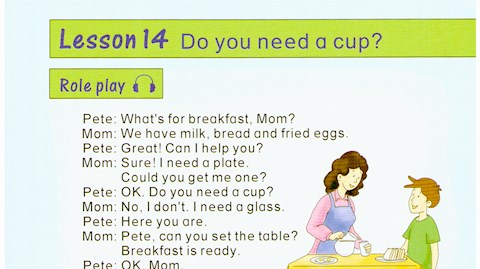 Lesson 14 Do you need a cup?
Role play
Pete: What's for breakfast, Mom?
Mom: We have milk, bread and fried eggs.
Pete: Great! Can I help you?
Mom: Sure! I need a plate.
Could you get me one?
Pete: OK. Do you need a cup?
Mom: No, I don't. I need a glass.
Pete: Here you are.
Mom: Pete, can you set the table?
Breakfast is ready.
Pete: OK, Mom.